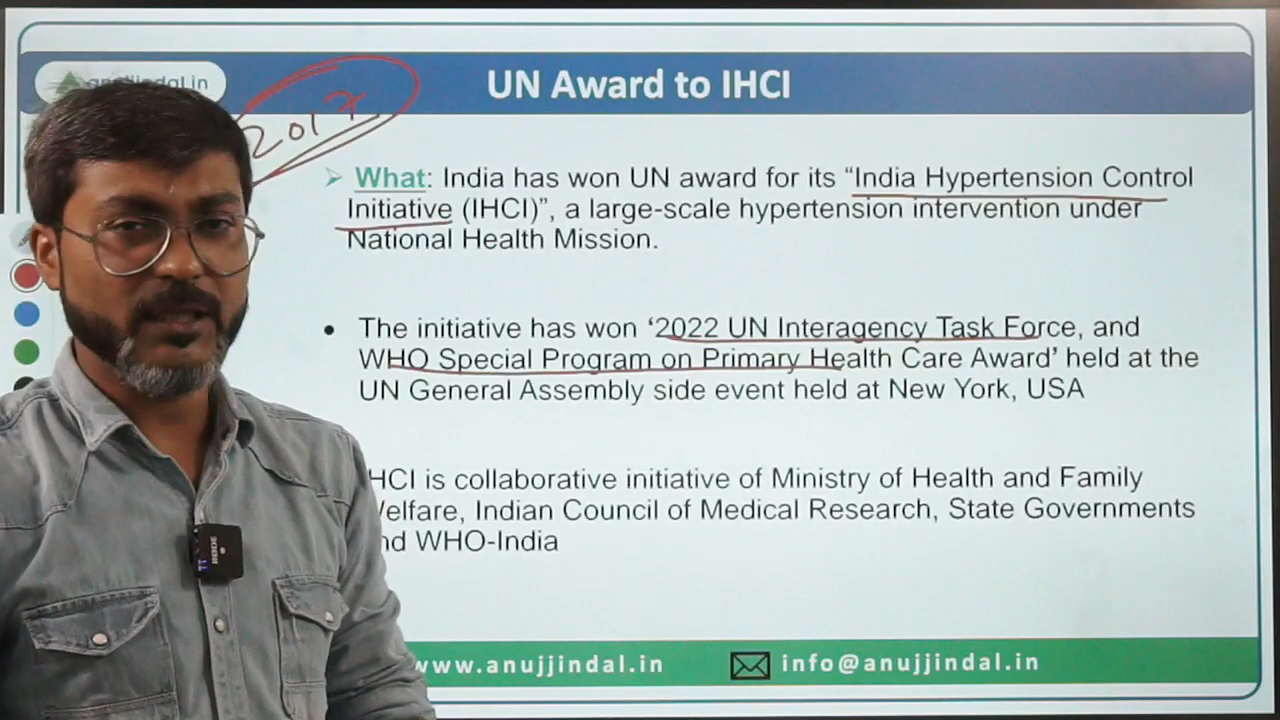 anujjindal.in
UN Award to IHCI
2017
➢ What: India has won UN award for its “India Hypertension Control
Initiative (IHCI)”, a large-scale hypertension intervention under
National Health Mission.
• The initiative has won ‘2022 UN Interagency Task Force, and
WHO Special Program on Primary Health Care Award’ held at the
UN General Assembly side event held at New York, USA
HCI is collaborative initiative of Ministry of Health and Family
elfare, Indian Council of Medical Research, State Governments
nd WHO-India
www.anujjindal.in
info@anujjindal.in
RODE